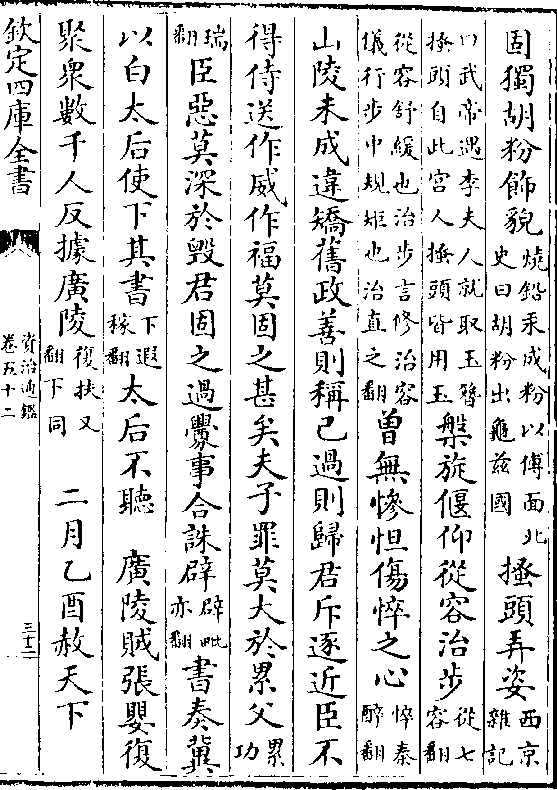 固獨胡粉飾貌燒鉛汞成粉以傅面北史曰胡粉出龜茲國搔頭弄姿西京雜記
曰武帝遇李夫人就取玉簪搔頭自此宮人搔頭皆用玉槃旋偃仰從容治步從七容翻
從容舒緩也治步言修治容儀行步中規矩也治直之翻曾無慘怛傷悴之心悴秦醉翻
山陵未成違矯舊政善則稱已過則歸君斥逐近臣不
得侍送作威作福莫固之甚矣夫子罪莫大於累父累功
瑞翻臣惡莫深於毀君固之過釁事合誅辟辟毗亦翻書奏冀
以白太后使下其書下遐稼翻太后不聽 廣陵賊張嬰復
聚衆數千人反據廣陵復扶又翻下同 二月乙酉赦天下
欽定四庫全書 資治通鑑卷五十二 三十二